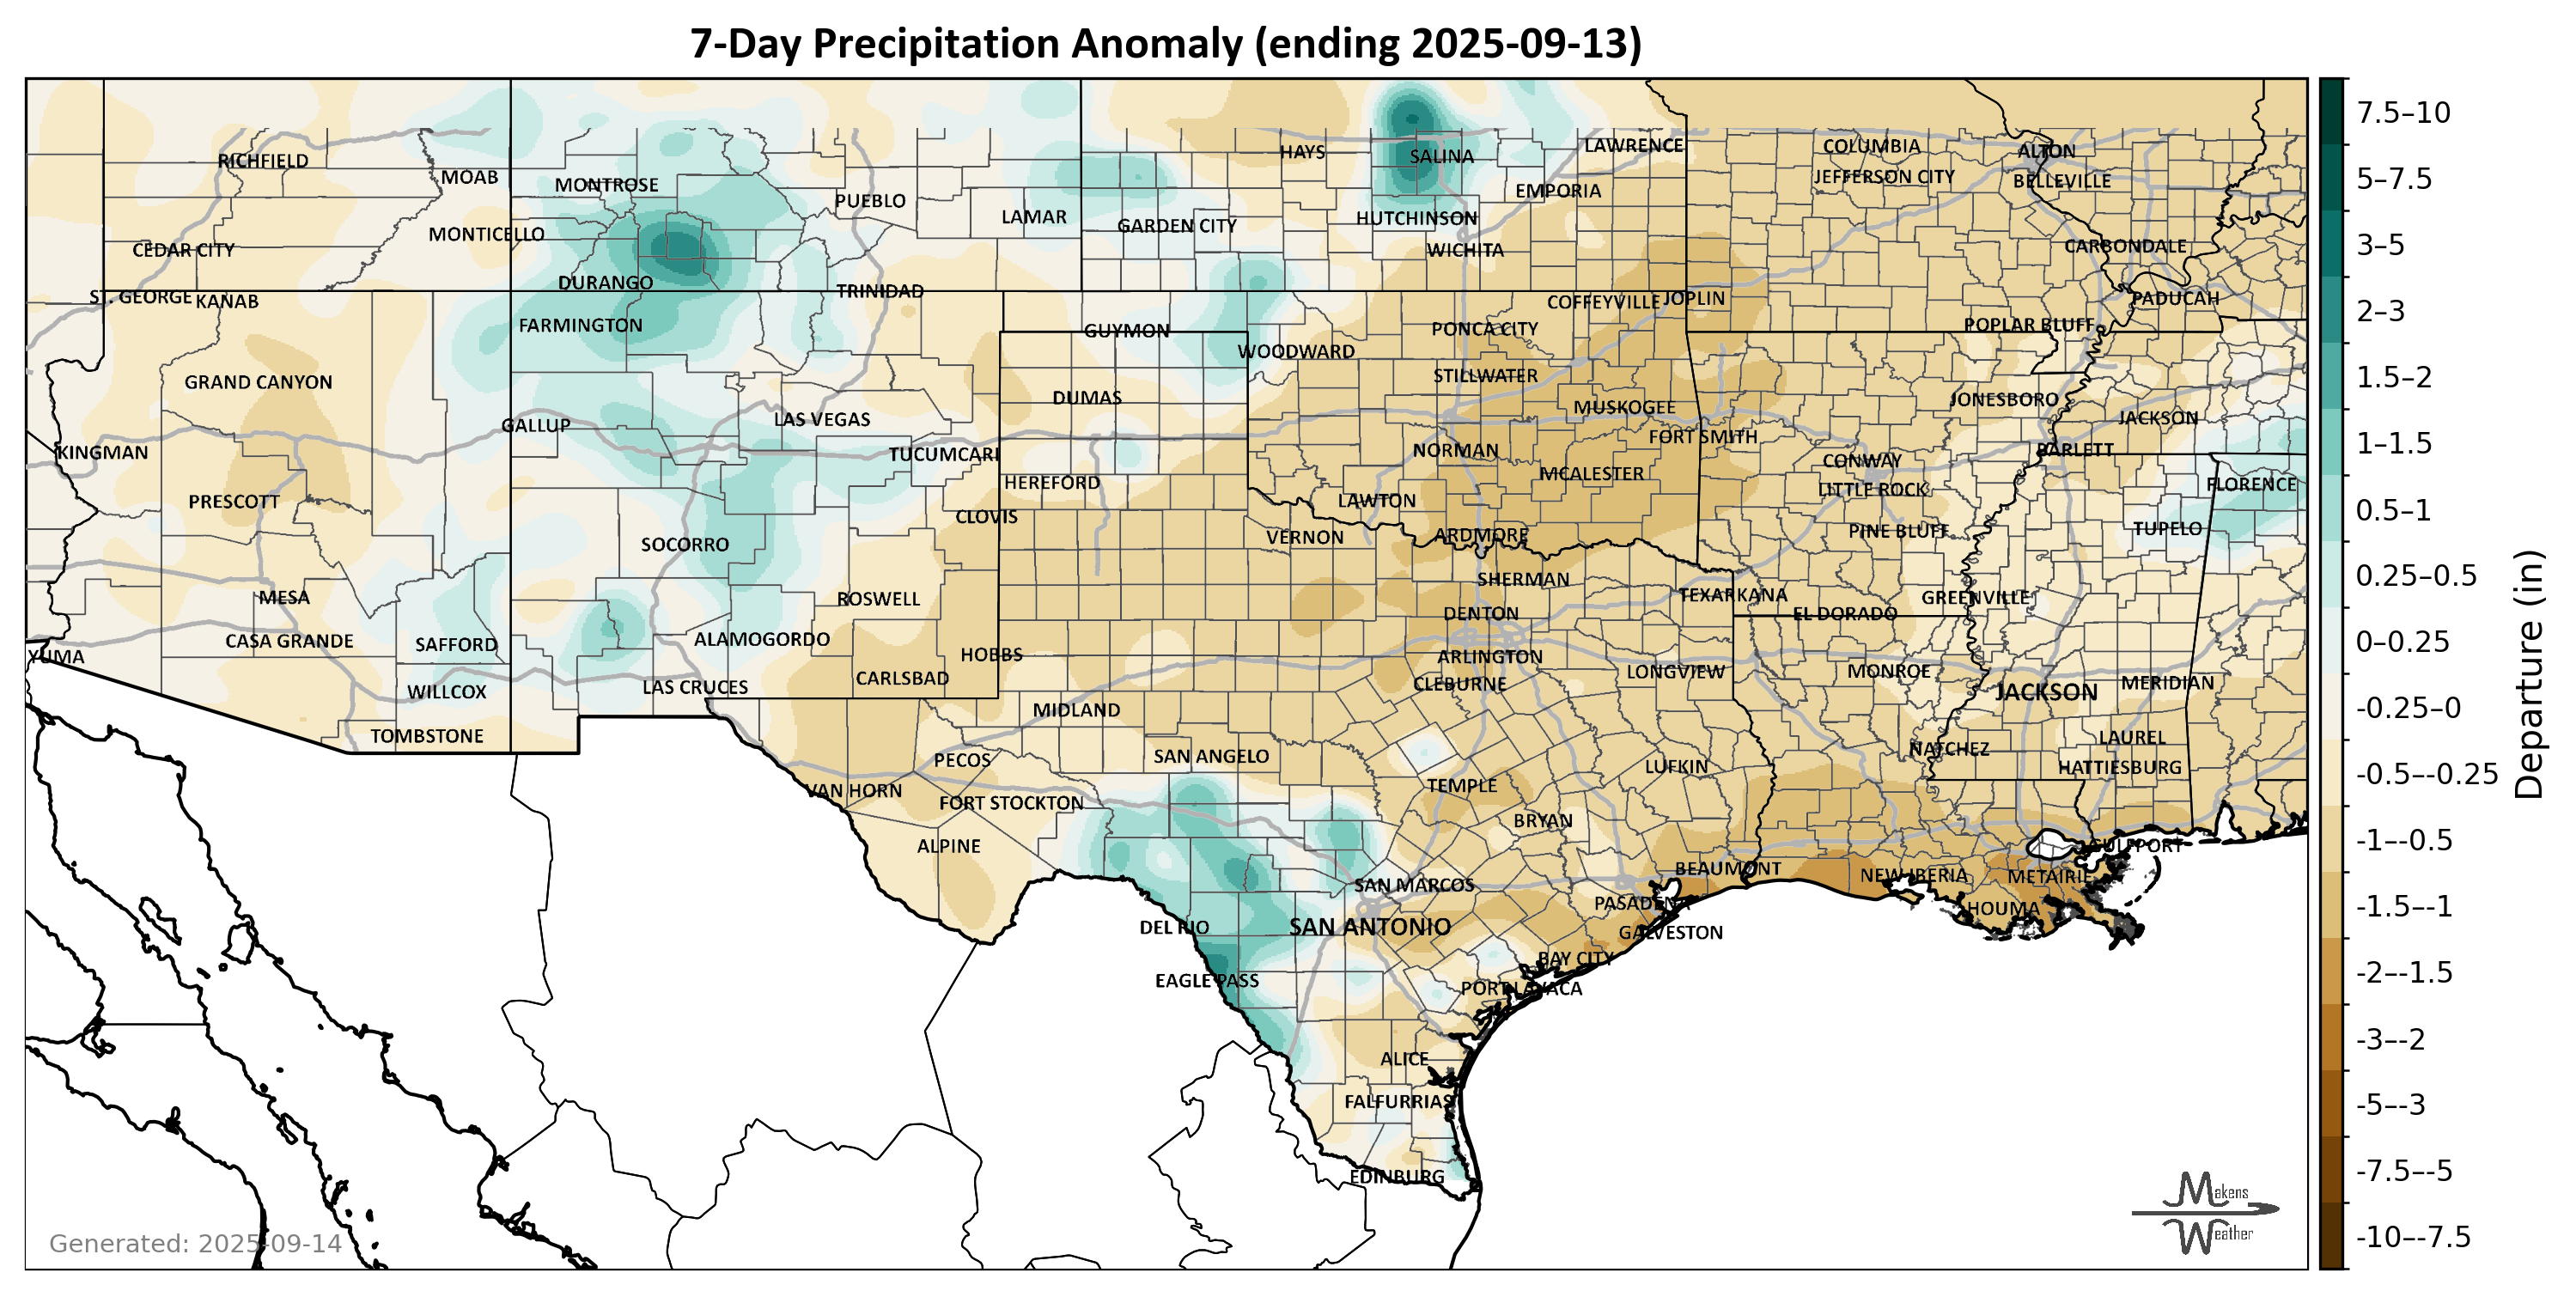 7-Day Precipitation Anomaly (ending 2025-09-13)
RICHFIELD
MOAB
MONTROSE
PUEBLO
LAMAR
HAYS
SALINA
LAWRENCE
COLUMBIA
ALTON
JEFFERSON CITY
BELLEVILLE
EMPORIA
HUTCHINSON
GARDEN CITY
MONTICELLO
CEDAR CITY
WICHITA
CARBONDALE
DURANGO
TRINIDAD
ST. GEORGE
KANAB
COFFEYVILLE
JOPLIN
PADUCAH
FARMINGTON
GUYMON
PONCA CITY
POPLAR BLUFF
WOODWARD
GRAND CANYON
STILLWATER
DUMAS
MUSKOGEE
JONESBORO
JACKSON
GALLUP
LAS VEGAS
FORT SMITH
KINGMAN
TUCUMCARI
NORMAN
BARLETT
CONWAY
MCALESTER
HEREFORD
LITTLE ROCK
FLORENCE
PRESCOTT
LAWTON
CLOVIS
PINE BLUFF
TUPELO
SOCORRO
VERNON
ARDMORE
SHERMAN
MESA
ROSWELL
TEXARKANA
GREENVILLE
DENTON
EL DORADO
CASA GRANDE
SAFFORD
ALAMOGORDO
YUMA
HOBBS
ARLINGTON
LONGVIEW
MONROE
CARLSBAD
CLEBURNE
WILLCOX
LAS CRUCES
JACKSON
MERIDIAN
MIDLAND
TOMBSTONE
LAUREL
NATCHEZ
PECOS
SAN ANGELO
LUFKIN
HATTIESBURG
VAN HORN
FORT STOCKTON
TEMPLE
BRYAN
ALPINE
GULFPORT
BEAUMONT
NEW IBERIA
METAIRIE
SAN MARCOS
PASADENA
HOUMA
DEL RIO
SAN ANTONIO
GALVESTON
BAY CITY
EAGLE PASS
PORT LAVACA
ALICE
FALFURRIAS
EDINBURG
Generated: 2025-09-14
Makens
Weather
7.5–10
5–7.5
3–5
2–3
1.5–2
1–1.5
0.5–1
0.25–0.5
0–0.25
-0.25–0
-0.5–-0.25
-1–-0.5
-1.5–-1
-2–-1.5
-3–-2
-5–-3
-7.5–-5
-10–-7.5
Departure (in)